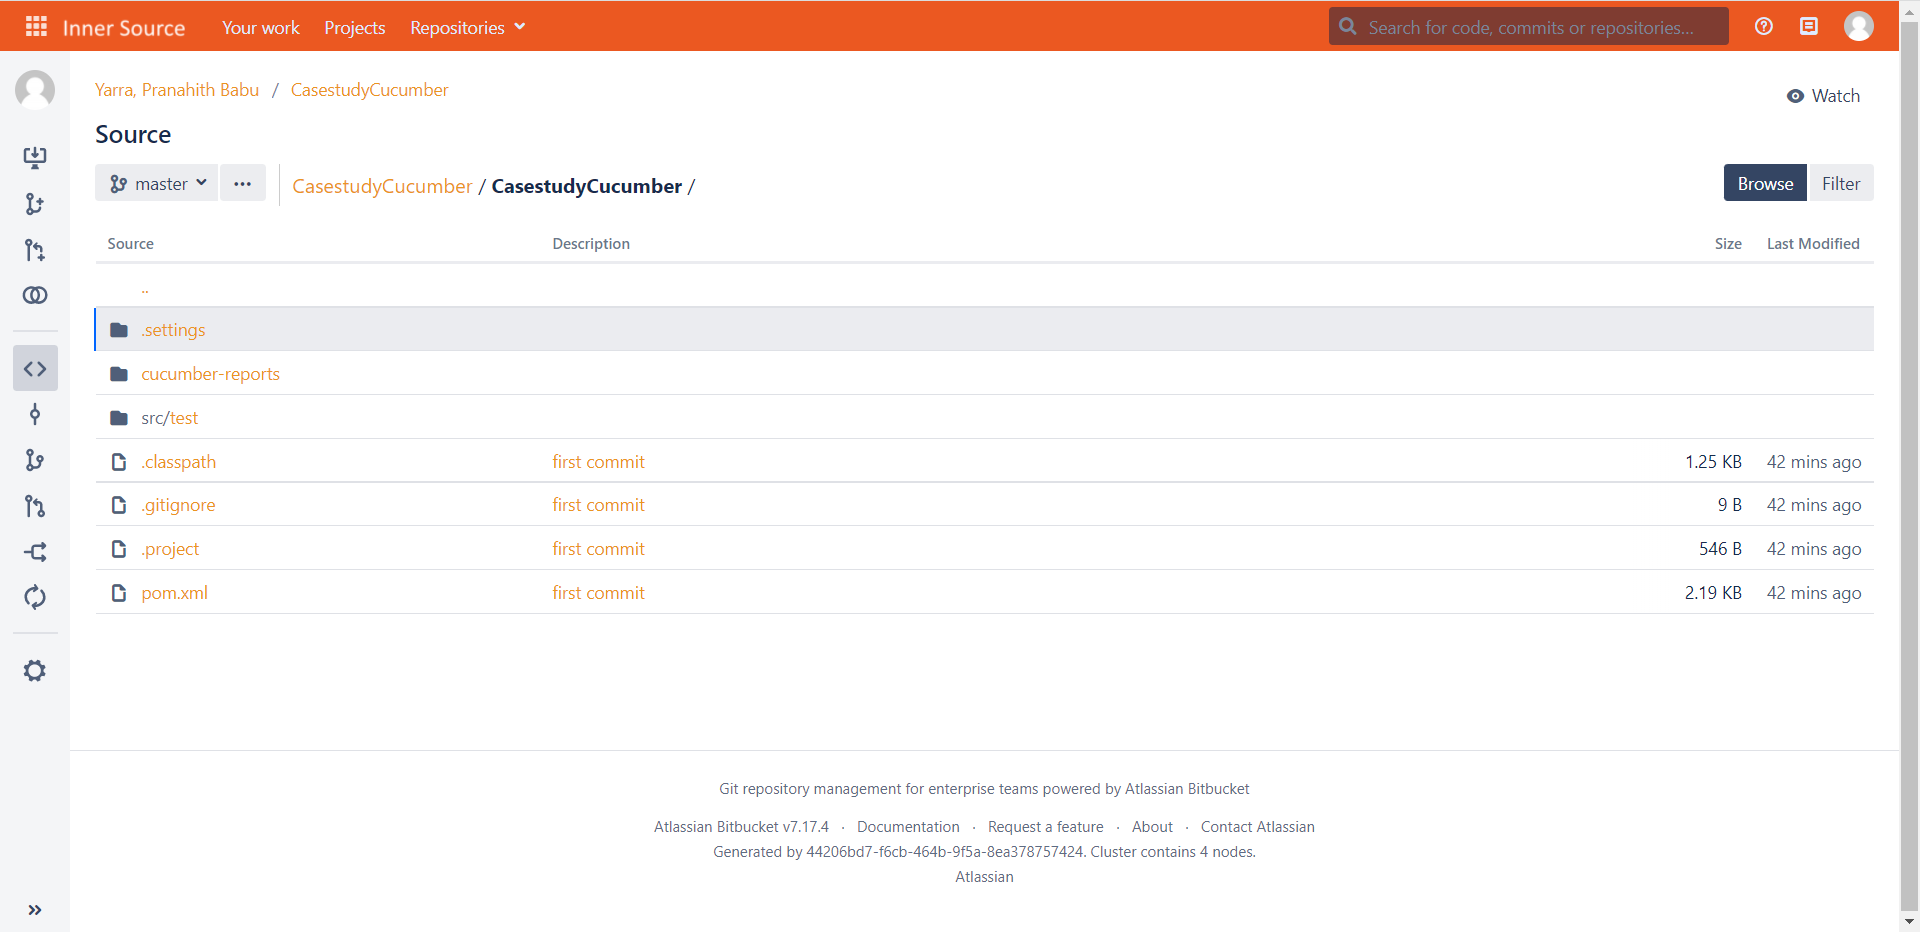 Inner Source Your work Projects Repositories Search for code, commits or repositories...
Yarra, Pranahith Babu / CasestudyCucumber
Watch
Source
master ··· CasestudyCucumber / CasestudyCucumber / Browse Filter
Source Description Size Last Modified
..
.settings
cucumber-reports
src/test
.classpath first commit 1.25 KB 42 mins ago
.gitignore first commit 9 B 42 mins ago
.project first commit 546 B 42 mins ago
pom.xml first commit 2.19 KB 42 mins ago
Git repository management for enterprise teams powered by Atlassian Bitbucket
Atlassian Bitbucket v7.17.4 · Documentation · Request a feature · About · Contact Atlassian
Generated by 44206bd7-f6cb-464b-9f5a-8ea378757424. Cluster contains 4 nodes.
Atlassian